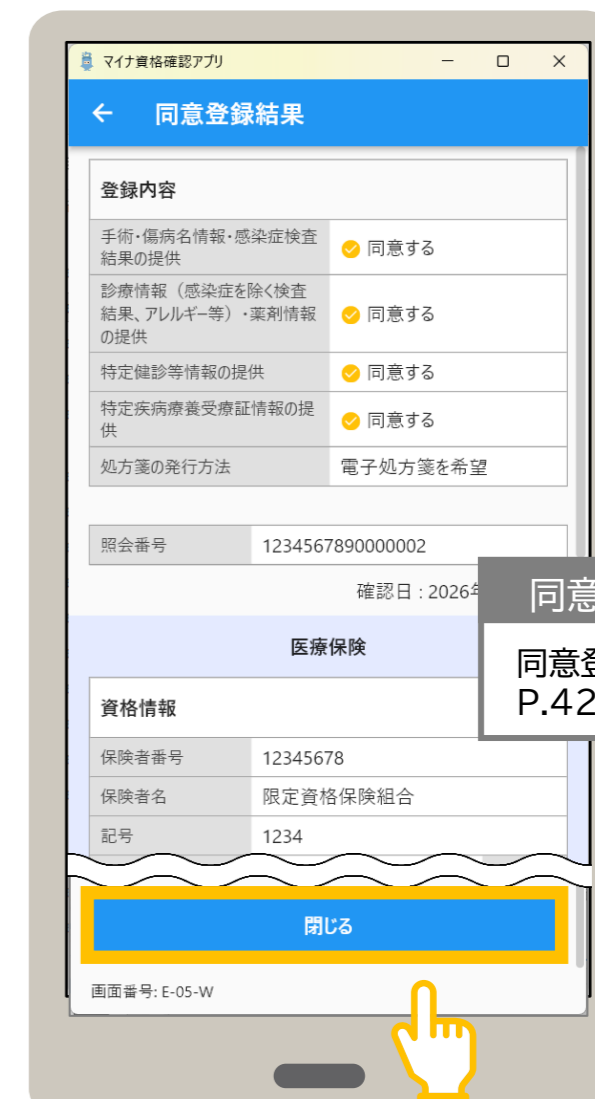 マイナ資格確認アプリ
同意登録結果
登録内容
手術・傷病名情報・感染症検査
結果の提供
同意する
診療情報（感染症を除く検査
結果、アレルギー等）・薬剤情報
の提供
同意する
特定健診等情報の提供
同意する
特定疾病療養受療証情報の提
供
同意する
処方箋の発行方法
電子処方箋を希望
照会番号
1234567890000002
確認日：2026年
同意
同意登
P.42
医療保険
資格情報
保険者番号
12345678
保険者名
限定資格保険組合
記号
1234
閉じる
画面番号: E-05-W